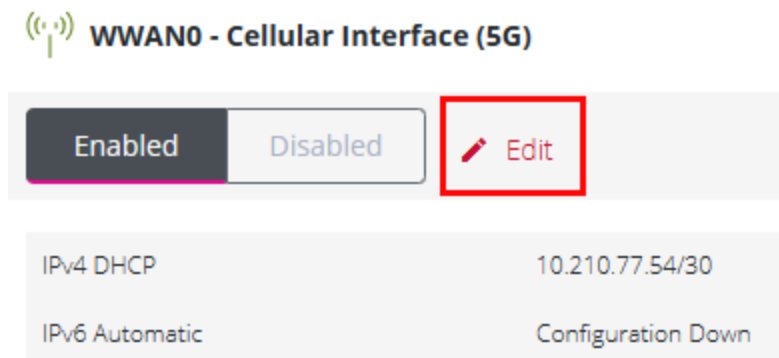 WWAN0 - Cellular Interface (5G)
Enabled Disabled Edit
IPv4 DHCP 10.210.77.54/30
IPv6 Automatic Configuration Down